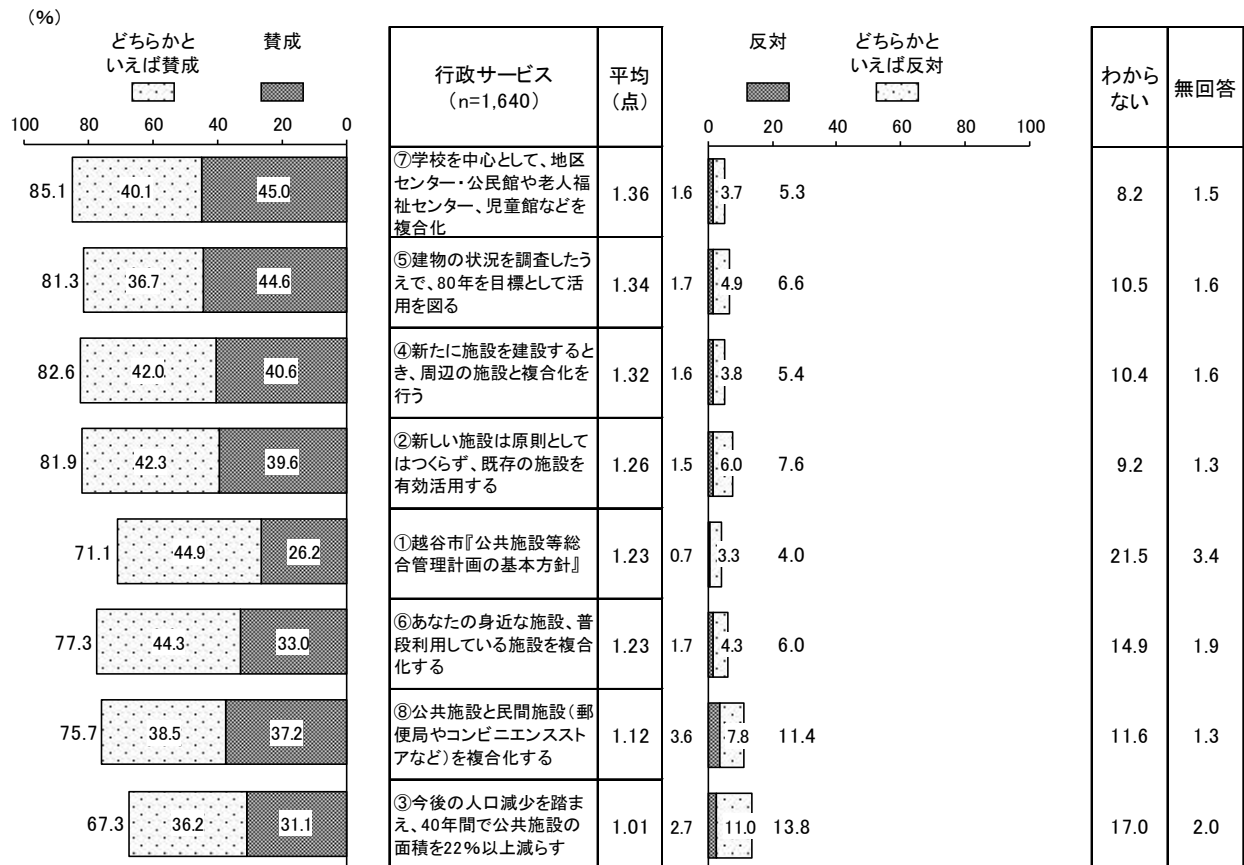 (%)
どちらかと
いえば賛成
賛成
行政サービス
(n=1,640)
平均
(点)
反対
どちらかと
いえば反対
わから
ない
無回答
100 80 60 40 20 0
0 20 40 60 80 100
85.1 40.1 45.0
⑦学校を中心として、地区
センター・公民館や老人福
祉センター、児童館などを
複合化
1.36 1.6 3.7 5.3 8.2 1.5
81.3 36.7 44.6
⑤建物の状況を調査したう
えで、80年を目標として活
用を図る
1.34 1.7 4.9 6.6 10.5 1.6
82.6 42.0 40.6
④新たに施設を建設すると
き、周辺の施設と複合化を
行う
1.32 1.6 3.8 5.4 10.4 1.6
81.9 42.3 39.6
②新しい施設は原則として
はつくらず、既存の施設を
有効活用する
1.26 1.5 6.0 7.6 9.2 1.3
71.1 44.9 26.2
①越谷市『公共施設等総
合管理計画の基本方針』
1.23 0.7 3.3 4.0 21.5 3.4
77.3 44.3 33.0
⑥あなたの身近な施設、普
段利用している施設を複合
化する
1.23 1.7 4.3 6.0 14.9 1.9
75.7 38.5 37.2
⑧公共施設と民間施設(郵
便局やコンビニエンススト
アなど)を複合化する
1.12 3.6 7.8 11.4 11.6 1.3
67.3 36.2 31.1
③今後の人口減少を踏ま
え、40年間で公共施設の
面積を22%以上減らす
1.01 2.7 11.0 13.8 17.0 2.0